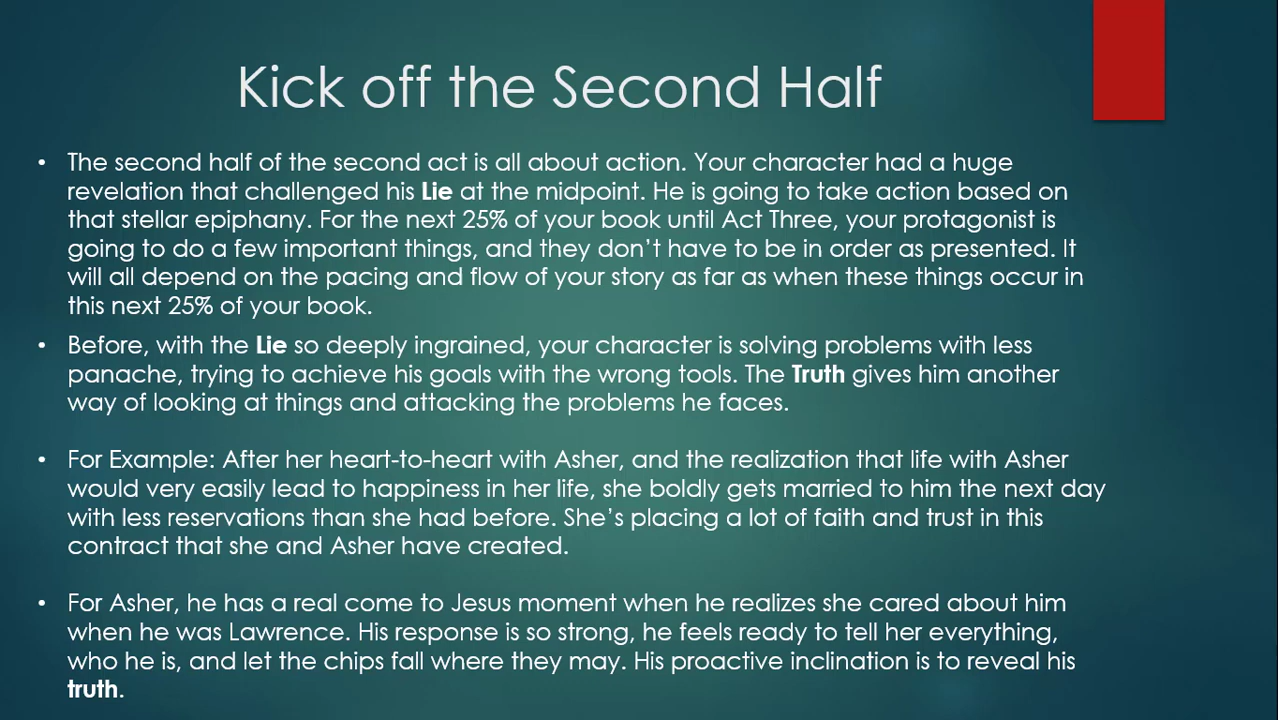 Kick off the Second Half
• The second half of the second act is all about action. Your character had a huge
revelation that challenged his Lie at the midpoint. He is going to take action based on
that stellar epiphany. For the next 25% of your book until Act Three, your protagonist is
going to do a few important things, and they don't have to be in order as presented. It
will all depend on the pacing and flow of your story as far as when these things occur in
this next 25% of your book.
• Before, with the Lie so deeply ingrained, your character is solving problems with less
panache, trying to achieve his goals with the wrong tools. The Truth gives him another
way of looking at things and attacking the problems he faces.
• For Example: After her heart-to-heart with Asher, and the realization that life with Asher
would very easily lead to happiness in her life, she boldly gets married to him the next day
with less reservations than she had before. She's placing a lot of faith and trust in this
contract that she and Asher have created.
• For Asher, he has a real come to Jesus moment when he realizes she cared about him
when he was Lawrence. His response is so strong, he feels ready to tell her everything,
who he is, and let the chips fall where they may. His proactive inclination is to reveal his
truth.